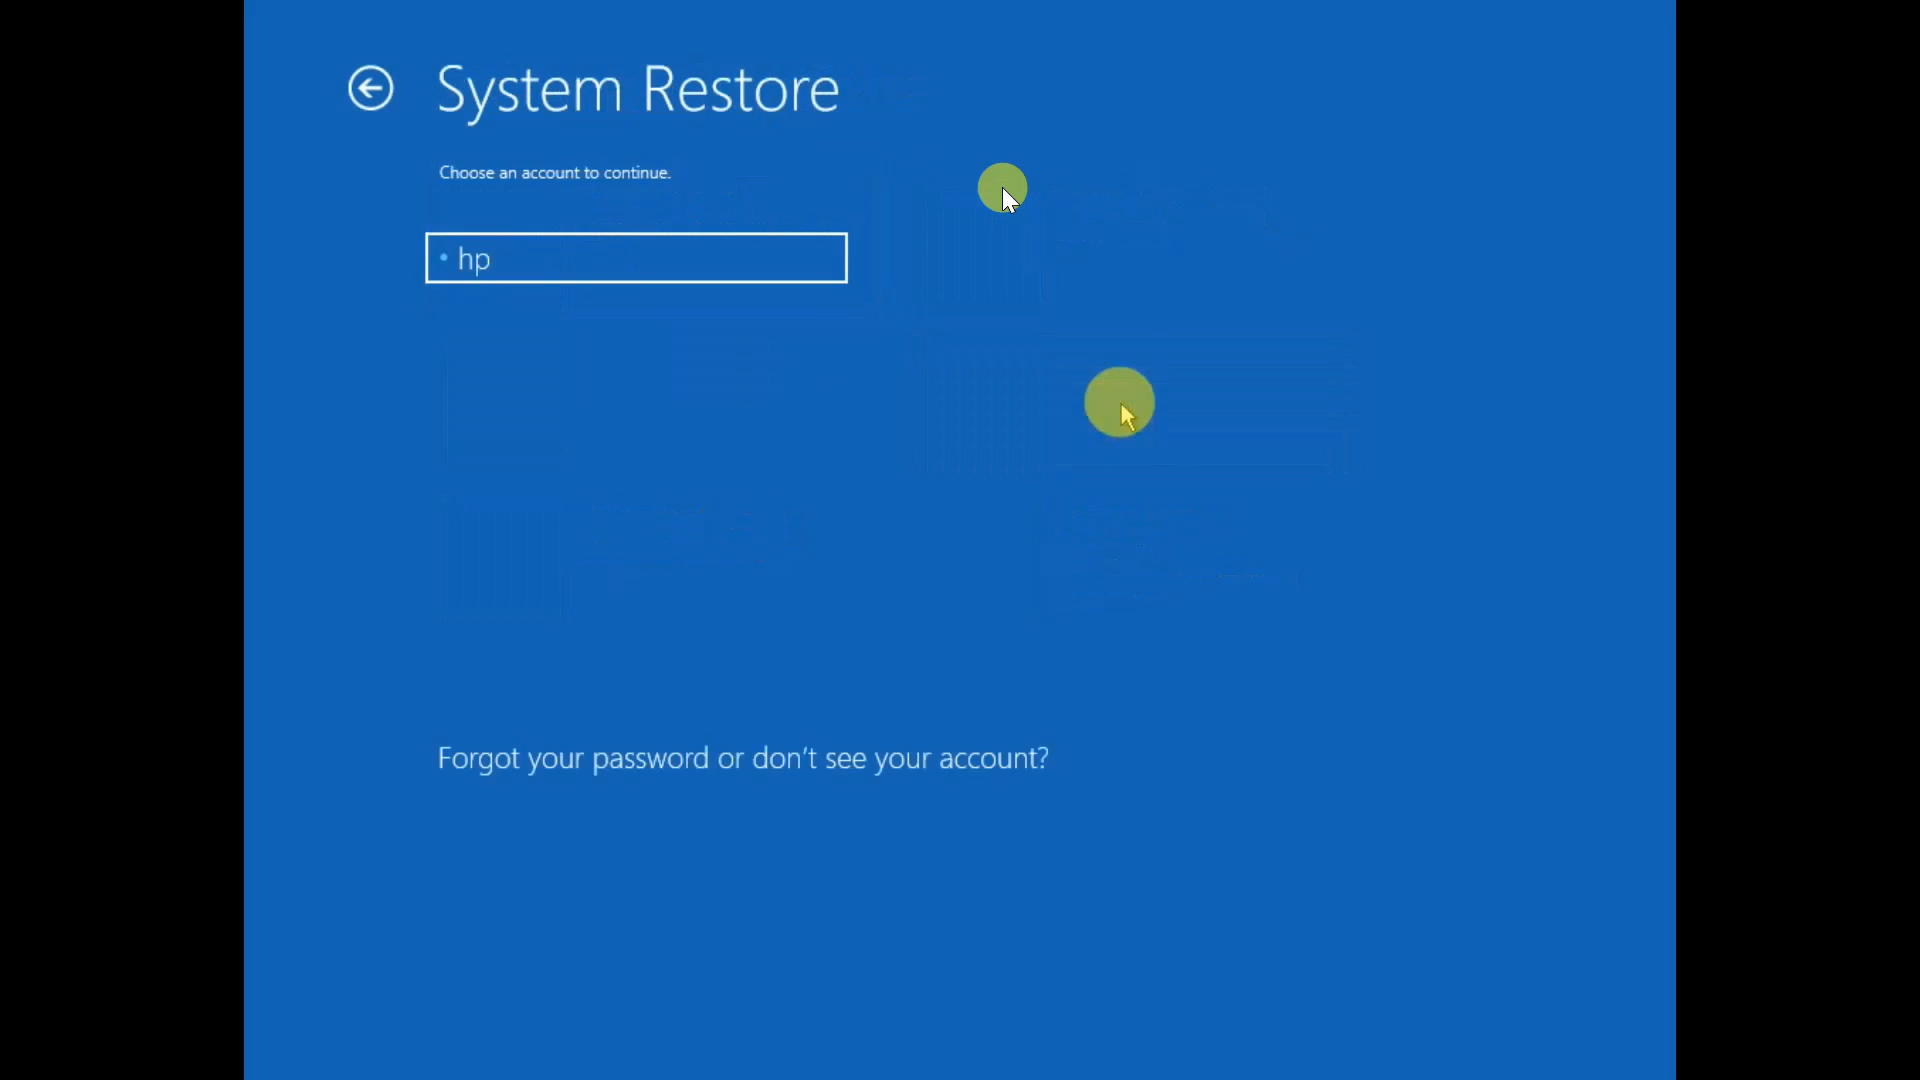 System Restore
Choose an account to continue.
• hp
Forgot your password or don't see your account?